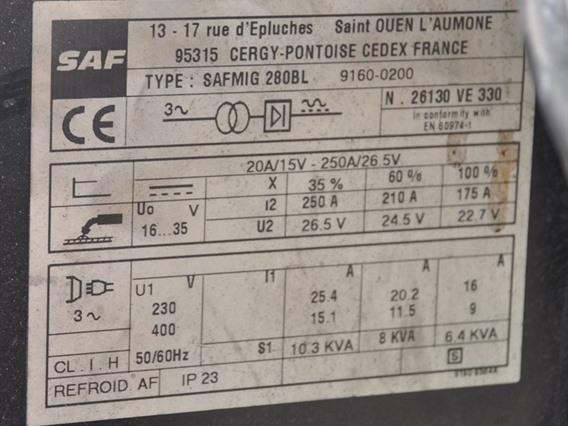 13 - 17 rue d'Epluches Saint OUEN L'AUMONE
SAF 95315 CERGY-PONTOISE CEDEX FRANCE
TYPE : SAFMIG 280BL 9160-0200
CE 3~ N . 26130 VE 330
In conformity with
EN 60974-1
20A/15V - 250A/26.5V
X 35 % 60 % 100 %
Uo V I2 250 A 210 A 175 A
16...35 U2 26.5 V 24.5 V 22.7 V
U1 V I1 A A A
3~ 230 25.4 20.2 16
400 15.1 11.5 9
CL . I . H 50/60Hz S1 10.3 KVA 8 KVA 6.4 KVA
S
REFROID. AF IP 23